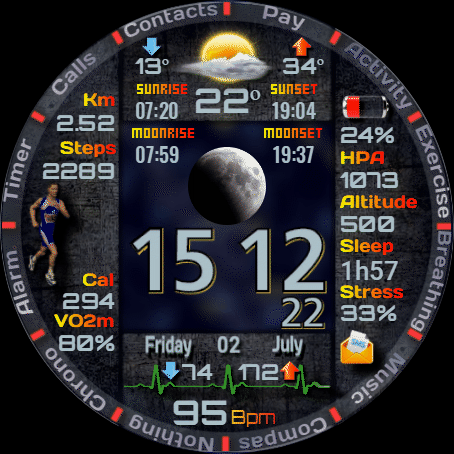 Contacts
Pay
Activity
Exercise
Breathing
Music
Compas
Nothing
Chrono
Alarm
Timer
Calls
13°
34°
22°
SUNRISE
SUNSET
07:20
19:04
MOONRISE
MOONSET
07:59
19:37
Km
2.52
Steps
2289
Cal
294
VO2m
80%
24%
HPA
1073
Altitude
500
Sleep
1h57
Stress
33%
SMS
15 12
22
Friday 02 July
74 172
95 Bpm